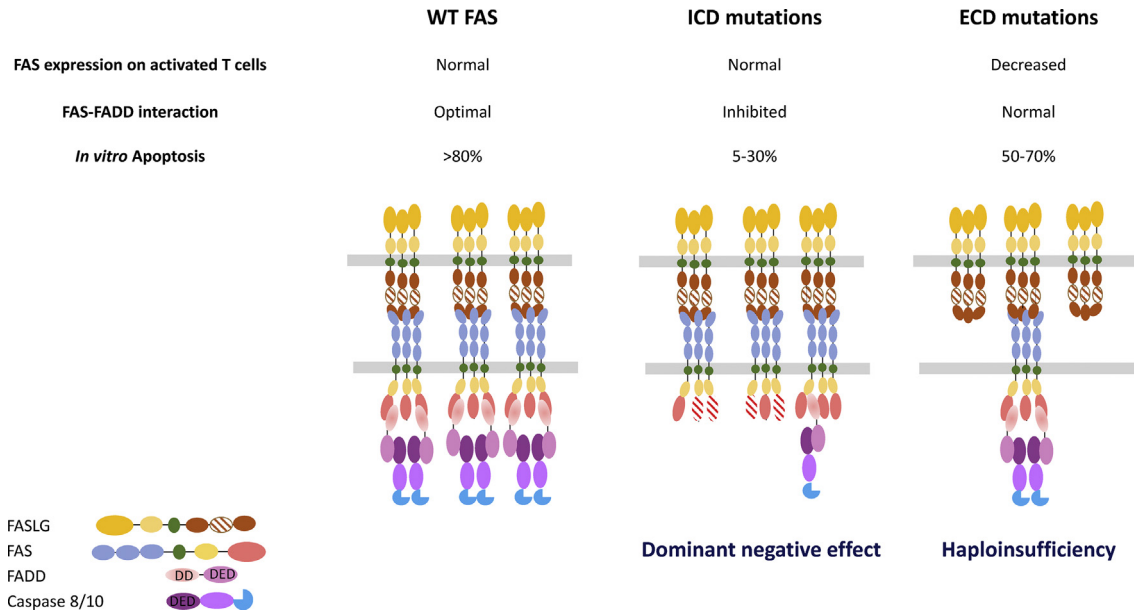 WT FAS ICD mutations ECD mutations
FAS expression on activated T cells Normal Normal Decreased
FAS-FADD interaction Optimal Inhibited Normal
In vitro Apoptosis >80% 5-30% 50-70%
FASLG
FAS
FADD DD DED
Caspase 8/10 DED
Dominant negative effect Haploinsufficiency